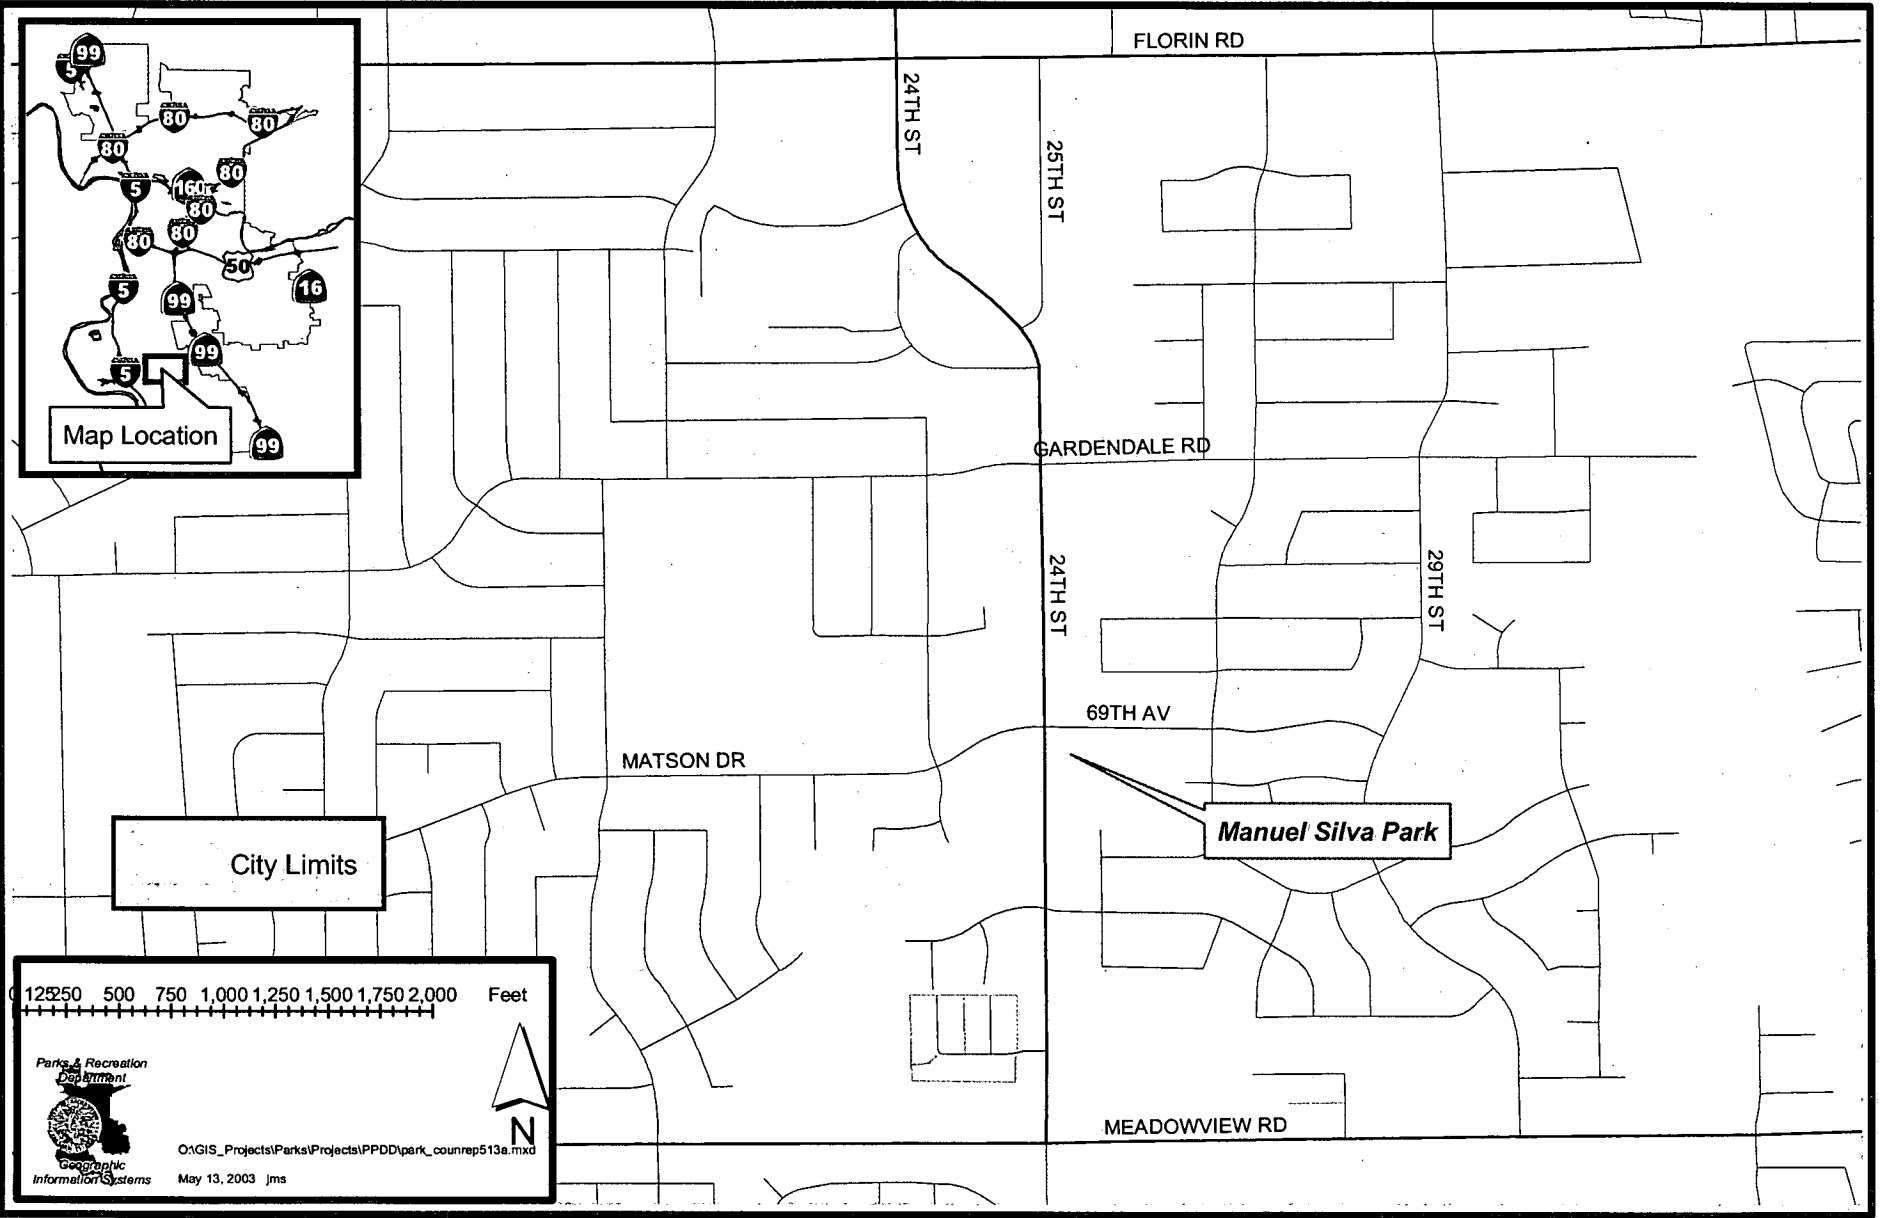 99
5
80
80
80
80
5
160
80
80
80
50
5
99
16
99
5
Map Location
99
FLORIN RD
24TH ST
25TH ST
GARDENDALE RD
24TH ST
29TH ST
69TH AV
MATSON DR
Manuel Silva Park
City Limits
0 125250 500 750 1,000 1,250 1,500 1,750 2,000 Feet
Parks & Recreation
Department
Geographic
Information Systems
N
O:\GIS_Projects\Parks\Projects\PPDD\park_counrep513a.mxd
May 13, 2003 jms
MEADOWVIEW RD